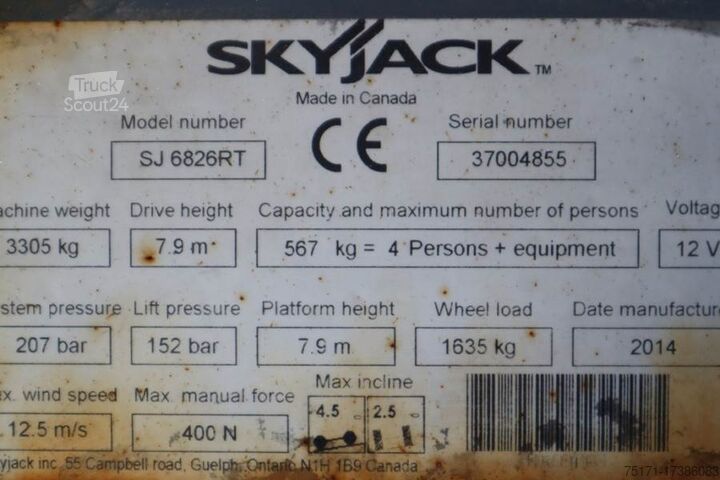 SKYJACK™
Truck
Scout24
Made in Canada
Model number Serial number
SJ 6826RT 37004855
CE
achine weight Drive height Capacity and maximum number of persons Voltag
3305 kg 7.9 m 567 kg = 4 Persons + equipment 12 V
stem pressure Lift pressure Platform height Wheel load Date manufacture
207 bar 152 bar 7.9 m 1635 kg 2014
x. wind speed Max. manual force Max incline
12.5 m/s 400 N 4.5 2.5
yjack inc. 55 Campbell road, Guelph, Ontario N1H 1B9 Canada
75171-17386083